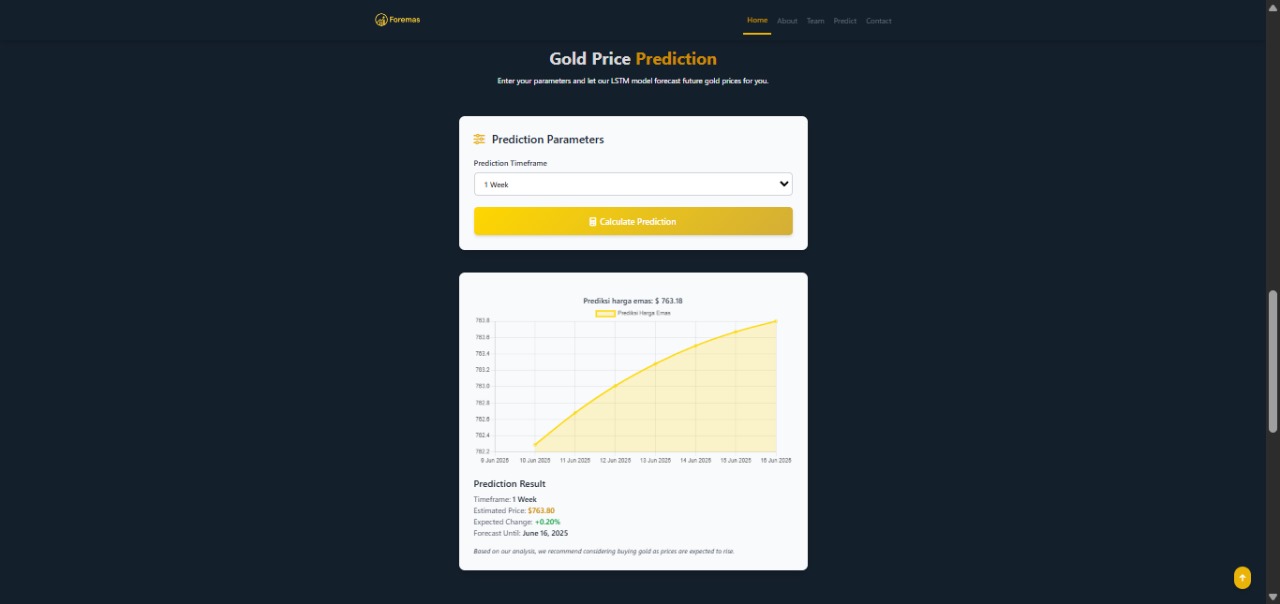 Foremas
Home About Team Predict Contact
Gold Price Prediction
Enter your parameters and let our LSTM model forecast future gold prices for you.
Prediction Parameters
Prediction Timeframe
1 Week
Calculate Prediction
Prediksi harga emas: $ 763.18
Prediksi Harga Emas
763.8
763.6
763.4
763.2
763.0
762.8
762.6
762.4
762.2
9 Jun 2025 10 Jun 2025 11 Jun 2025 12 Jun 2025 13 Jun 2025 14 Jun 2025 15 Jun 2025 16 Jun 2025
Prediction Result
Timeframe: 1 Week
Estimated Price: $763.80
Expected Change: +0.20%
Forecast Until: June 16, 2025
Based on our analysis, we recommend considering buying gold as prices are expected to rise.